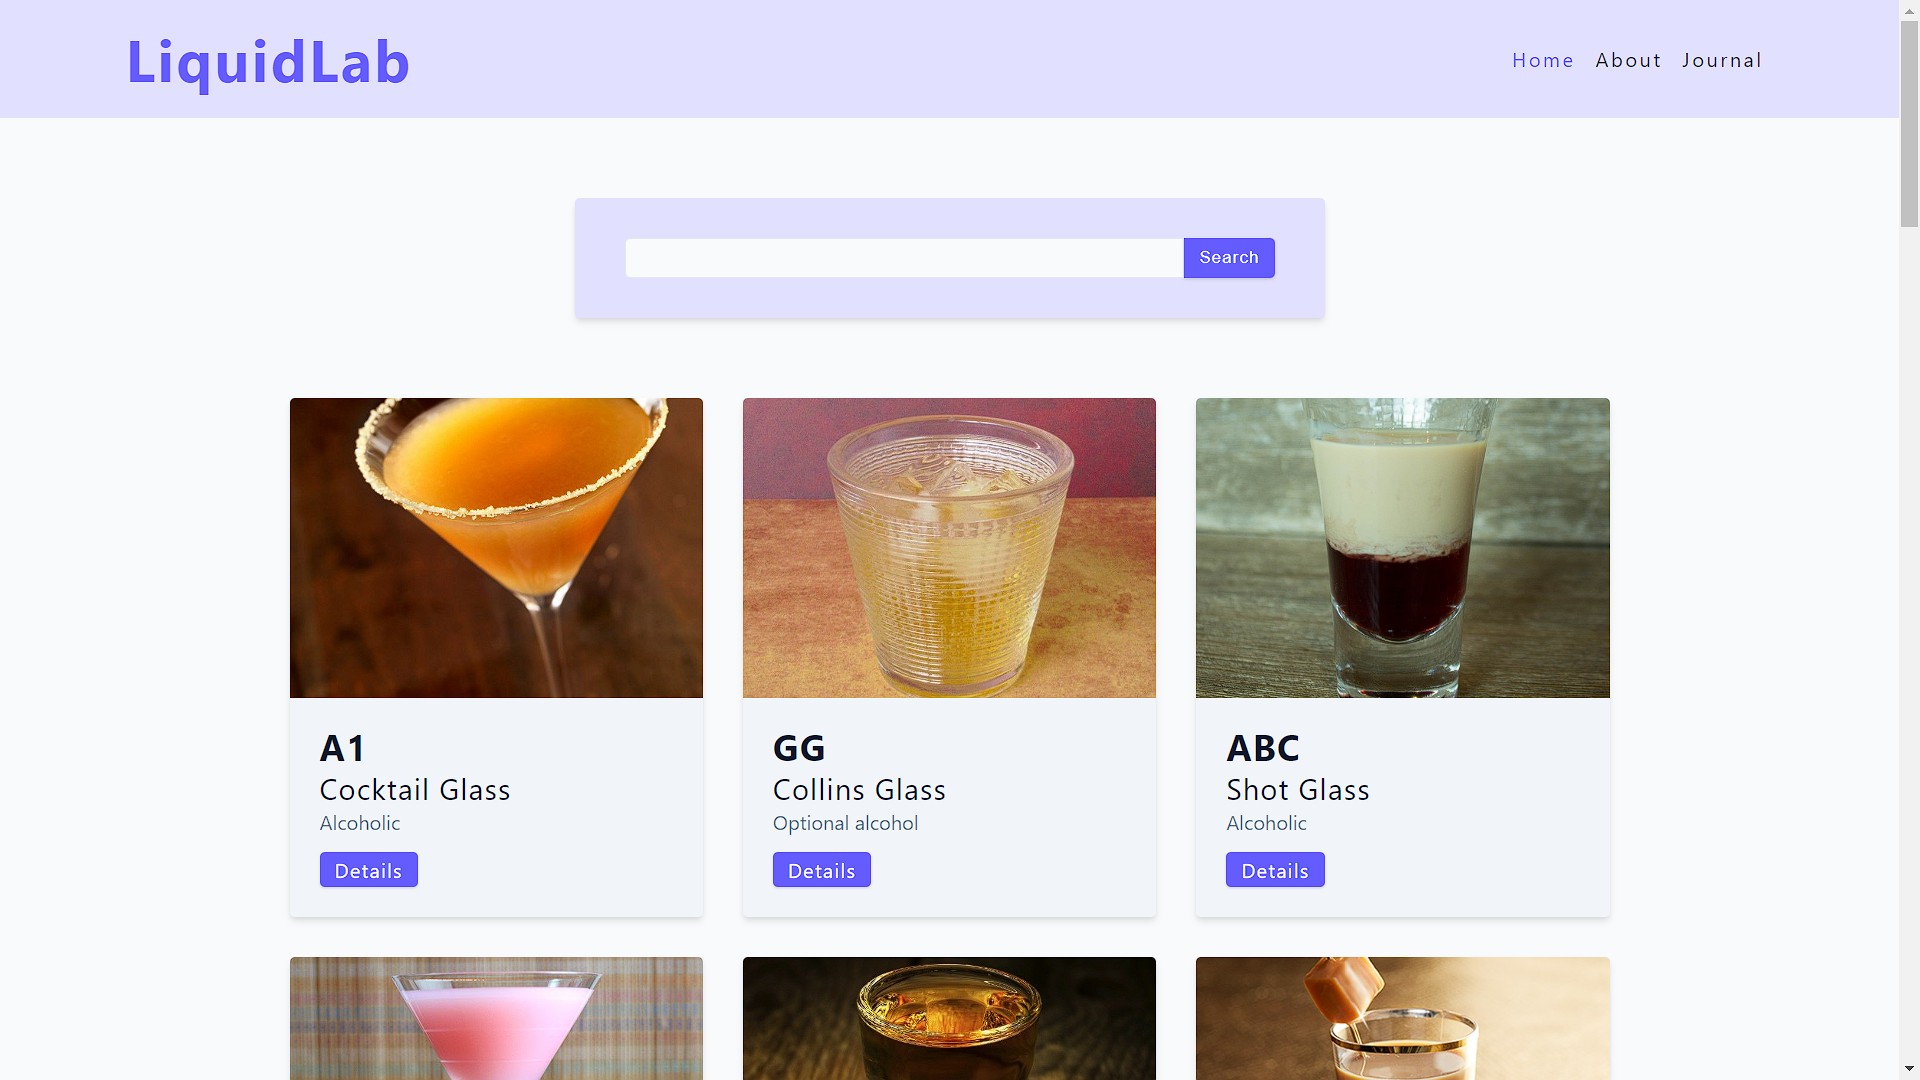 LiquidLab
Home About Journal
Search
A1
Cocktail Glass
Alcoholic
Details
GG
Collins Glass
Optional alcohol
Details
ABC
Shot Glass
Alcoholic
Details